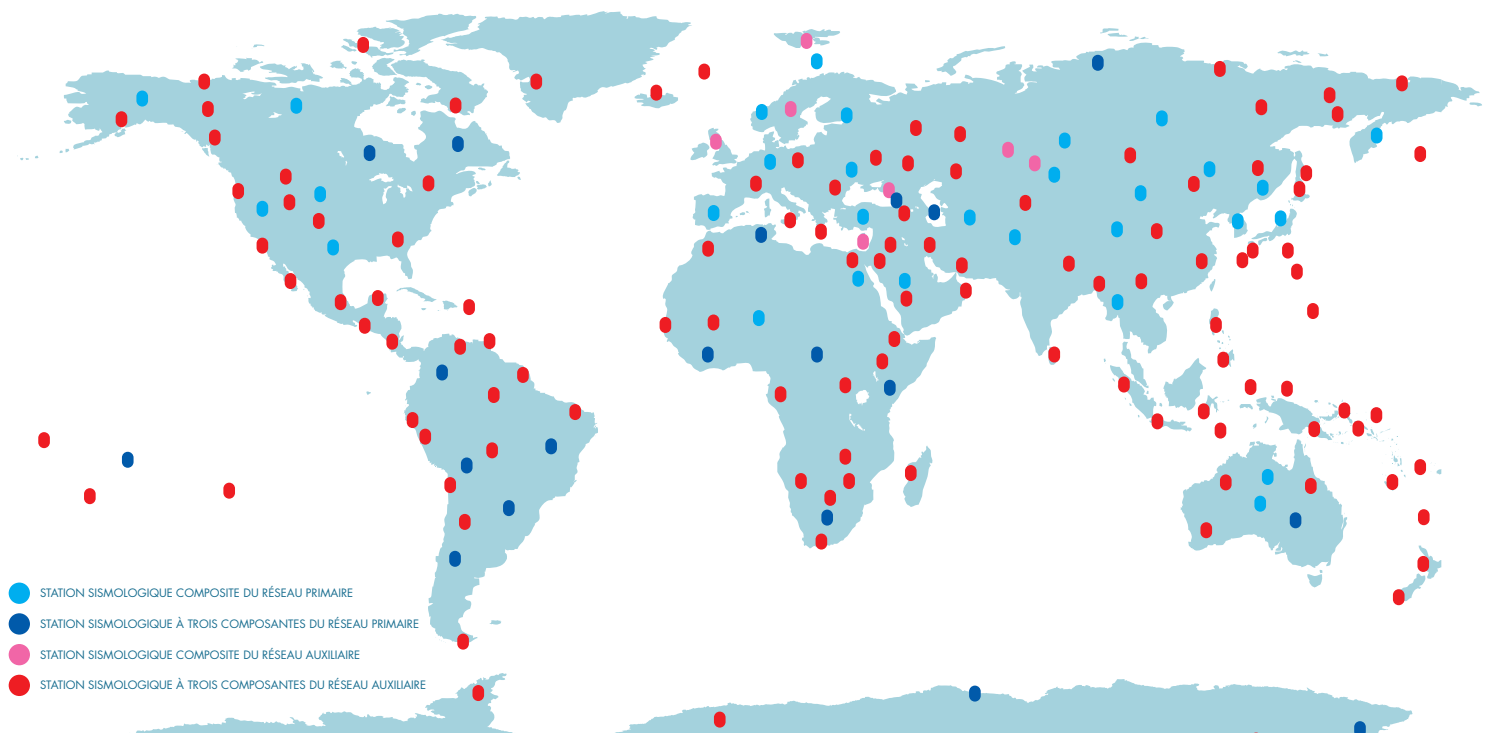 STATION SISMOLOGIQUE COMPOSITE DU RÉSEAU PRIMAIRE
STATION SISMOLOGIQUE À TROIS COMPOSANTES DU RÉSEAU PRIMAIRE
STATION SISMOLOGIQUE COMPOSITE DU RÉSEAU AUXILIAIRE
STATION SISMOLOGIQUE À TROIS COMPOSANTES DU RÉSEAU AUXILIAIRE